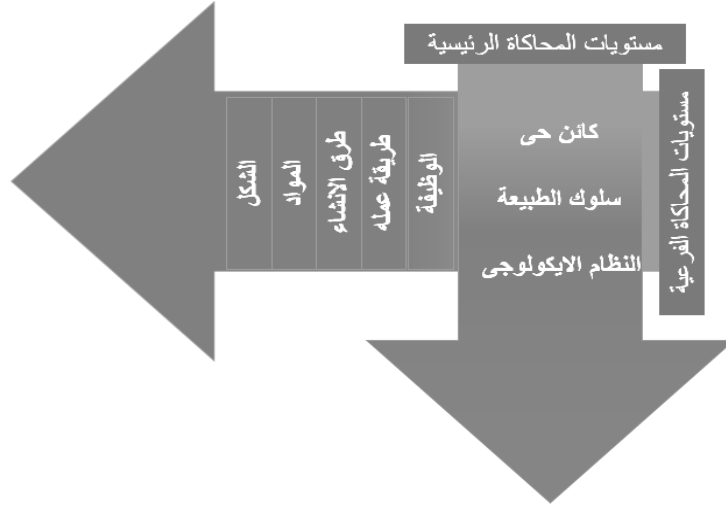 مستويات المحاكاة الرئيسية
مستويات المحاكاة الفرعية
كائن حى
سلوك الطبيعة
النظام الايكولوجى
الوظيفة
طريقة عمله
طرق الانشاء
المواد
الشكل